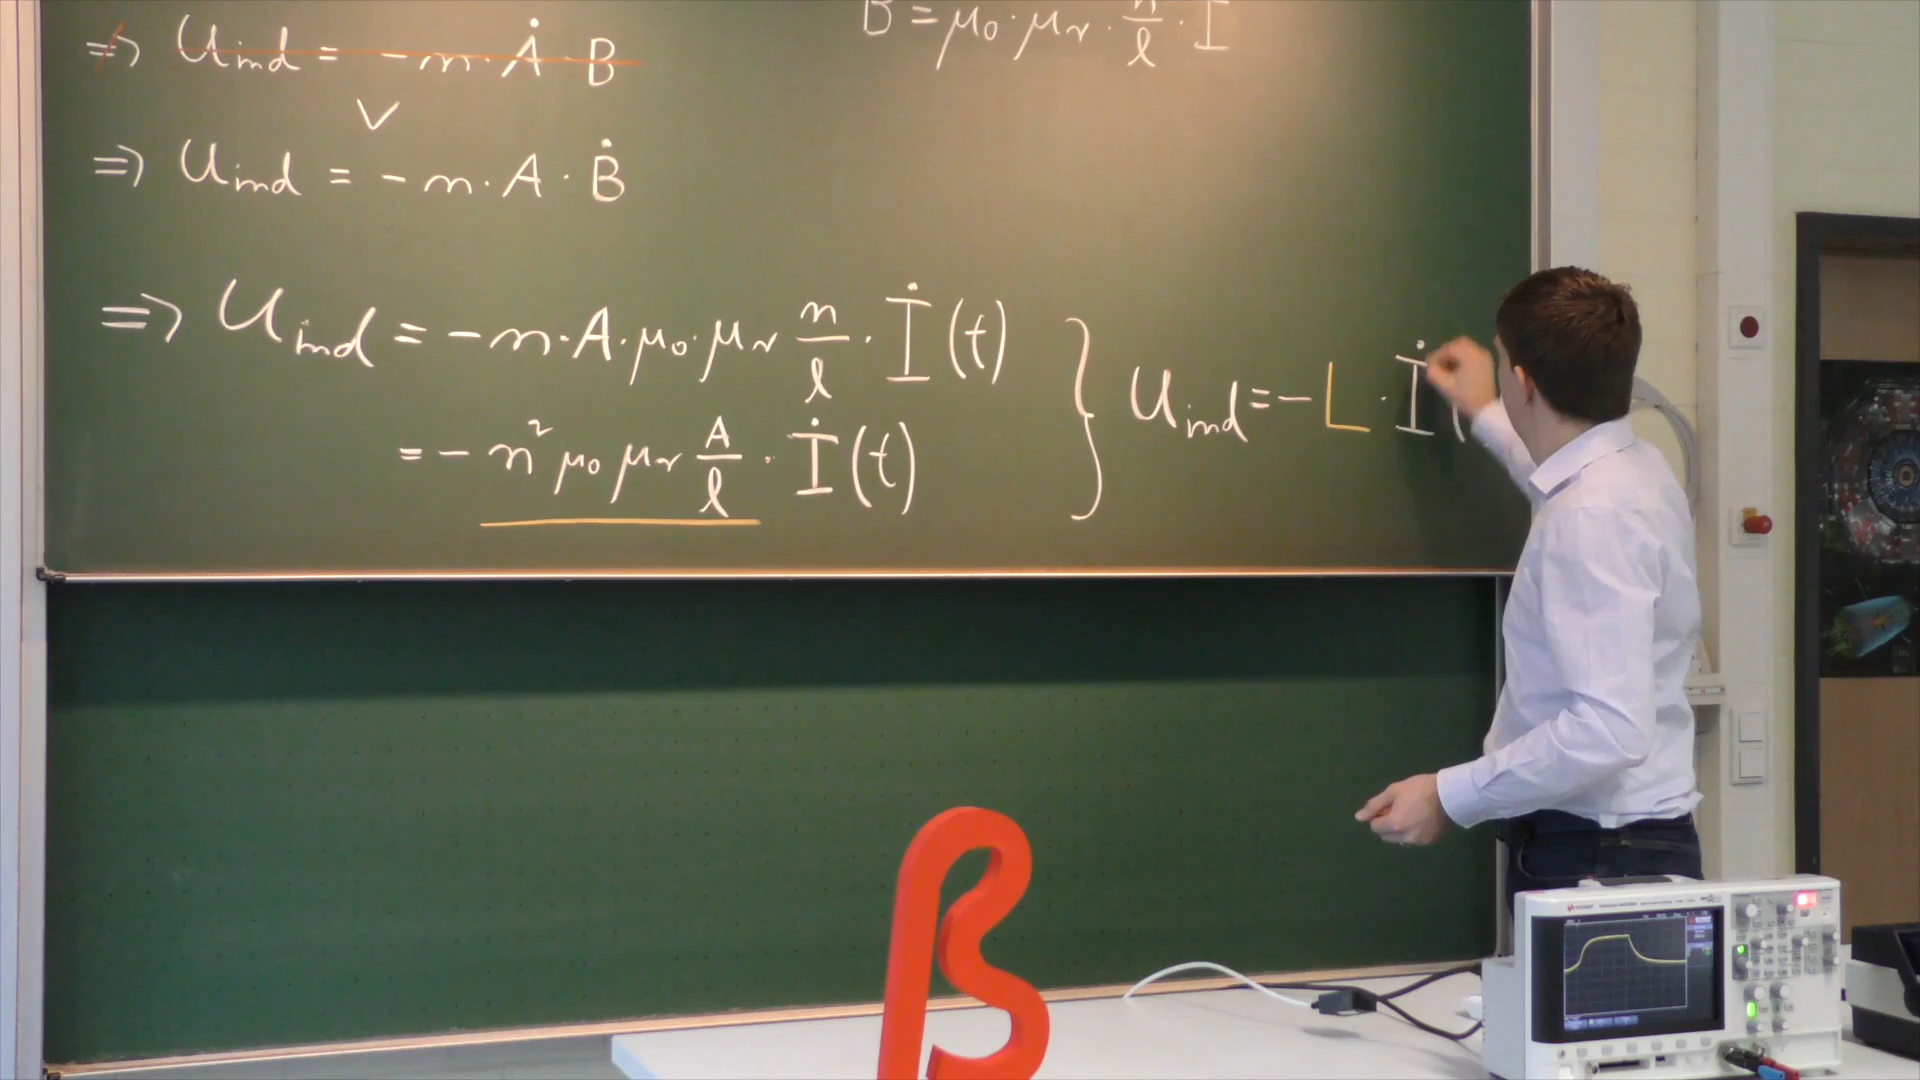 ⇒ U_ind = - n · Ȧ · B
B = μ₀ · μᵣ · n/l · I
V
⇒ U_ind = - n · A · Ḃ
⇒ U_ind = - n · A · μ₀ · μᵣ n/l · İ(t)
= - n² μ₀ μᵣ A/l · İ(t)
U_ind = - L · İ(
β